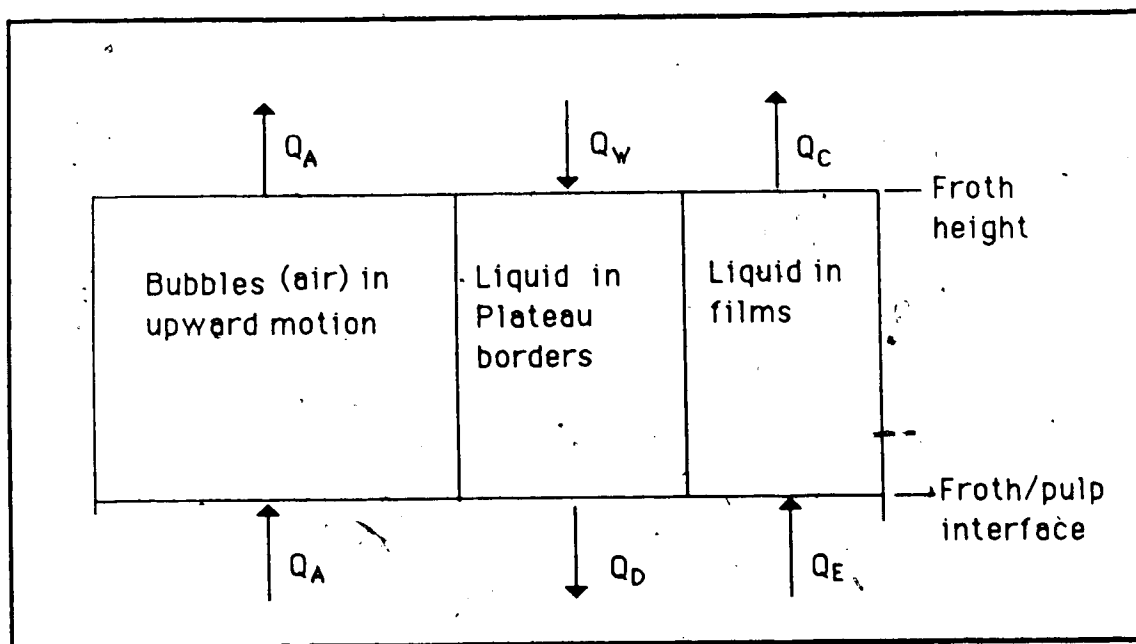 Q_A
Q_W
Q_C
Froth
height
Bubbles (air) in
upward motion
Liquid in
Plateau
borders
Liquid in
films
Froth/pulp
interface
Q_A
Q_D
Q_E